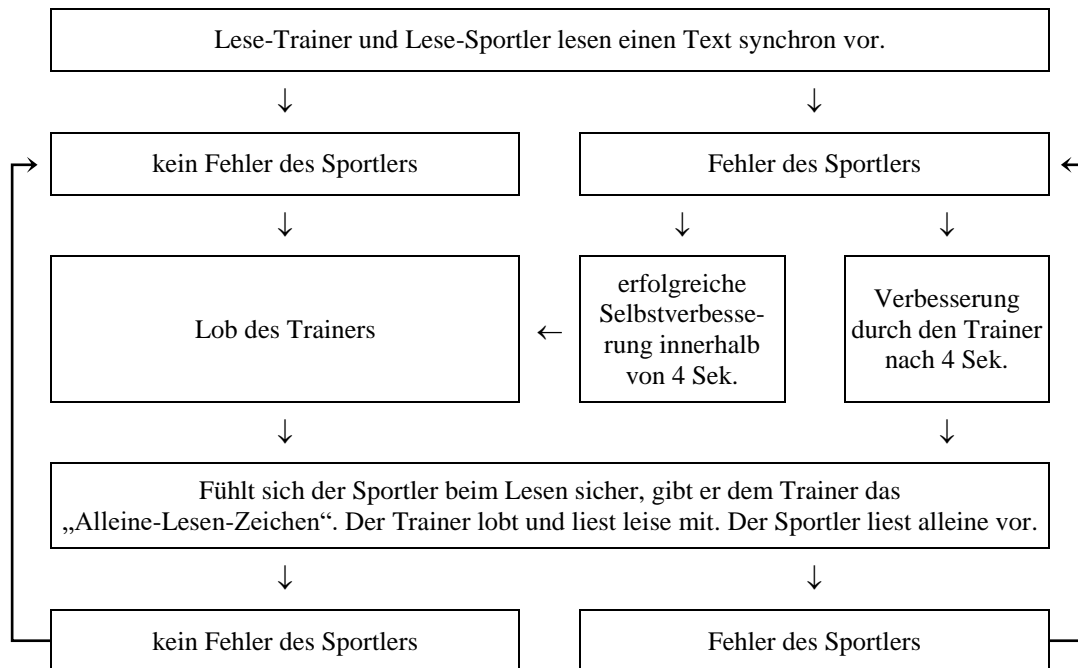 Lese-Trainer und Lese-Sportler lesen einen Text synchron vor.
↓ ↓
kein Fehler des Sportlers
Fehler des Sportlers
↓ ↓ ↓
Lob des Trainers
←
erfolgreiche
Selbstverbesse-
rung innerhalb
von 4 Sek.
Verbesserung
durch den Trainer
nach 4 Sek.
↓ ↓
Fühlt sich der Sportler beim Lesen sicher, gibt er dem Trainer das
„Alleine-Lesen-Zeichen“. Der Trainer lobt und liest leise mit. Der Sportler liest alleine vor.
↓ ↓
kein Fehler des Sportlers
Fehler des Sportlers